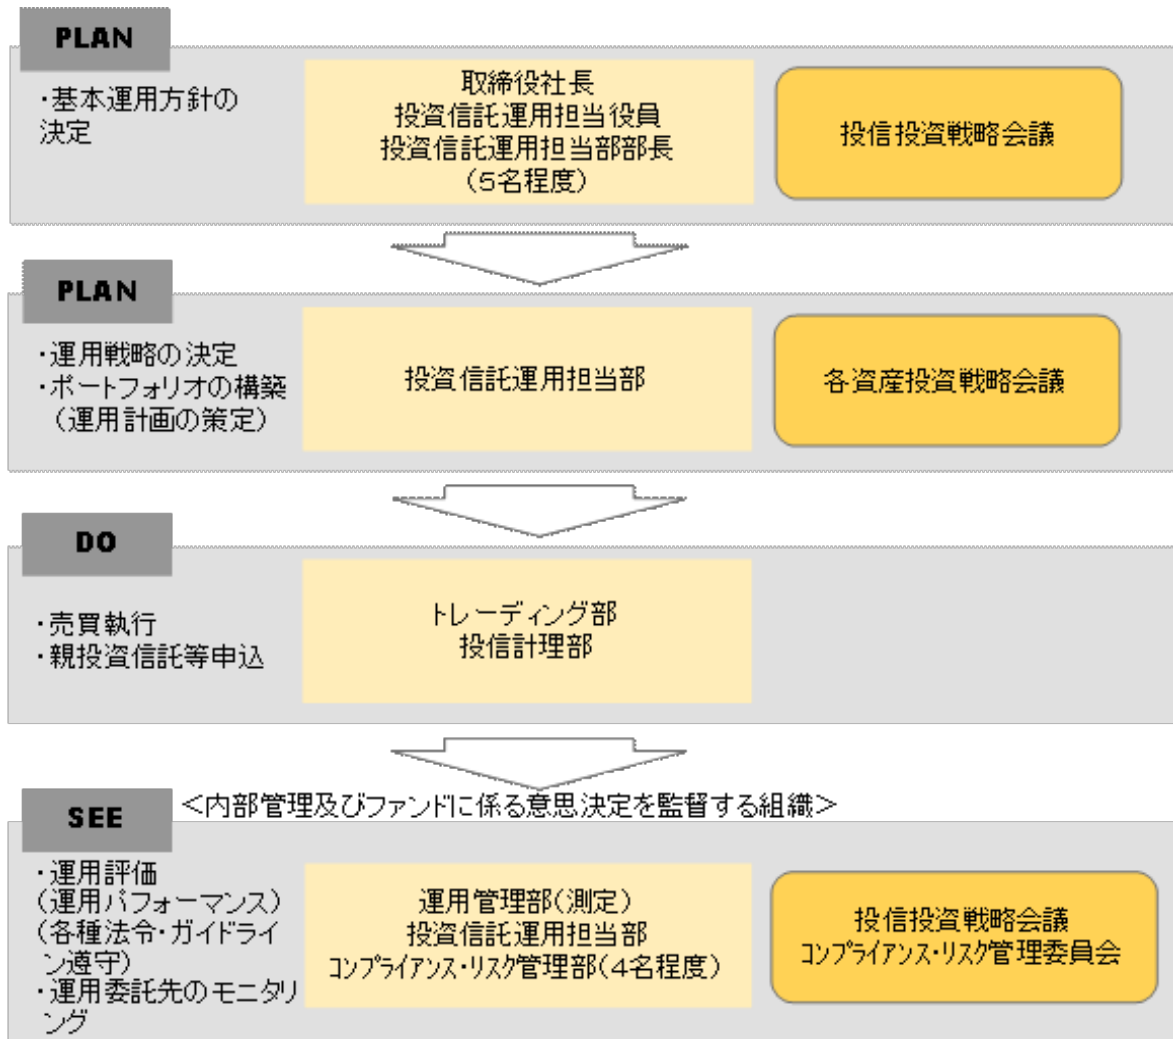 PLAN
・基本運用方針の
決定
取締役社長
投資信託運用担当役員
投資信託運用担当部部長
(5名程度)
投信投資戦略会議
PLAN
・運用戦略の決定
・ポートフォリオの構築
(運用計画の策定)
投資信託運用担当部
各資産投資戦略会議
DO
・売買執行
・親投資信託等申込
トレーディング部
投信計理部
SEE
＜内部管理及びファンドに係る意思決定を監督する組織＞
・運用評価
(運用パフォーマンス)
(各種法令・ガイドライ
ン遵守)
・運用委託先のモニタリ
ング
運用管理部(測定)
投資信託運用担当部
コンプライアンス・リスク管理部(4名程度)
投信投資戦略会議
コンプライアンス・リスク管理委員会